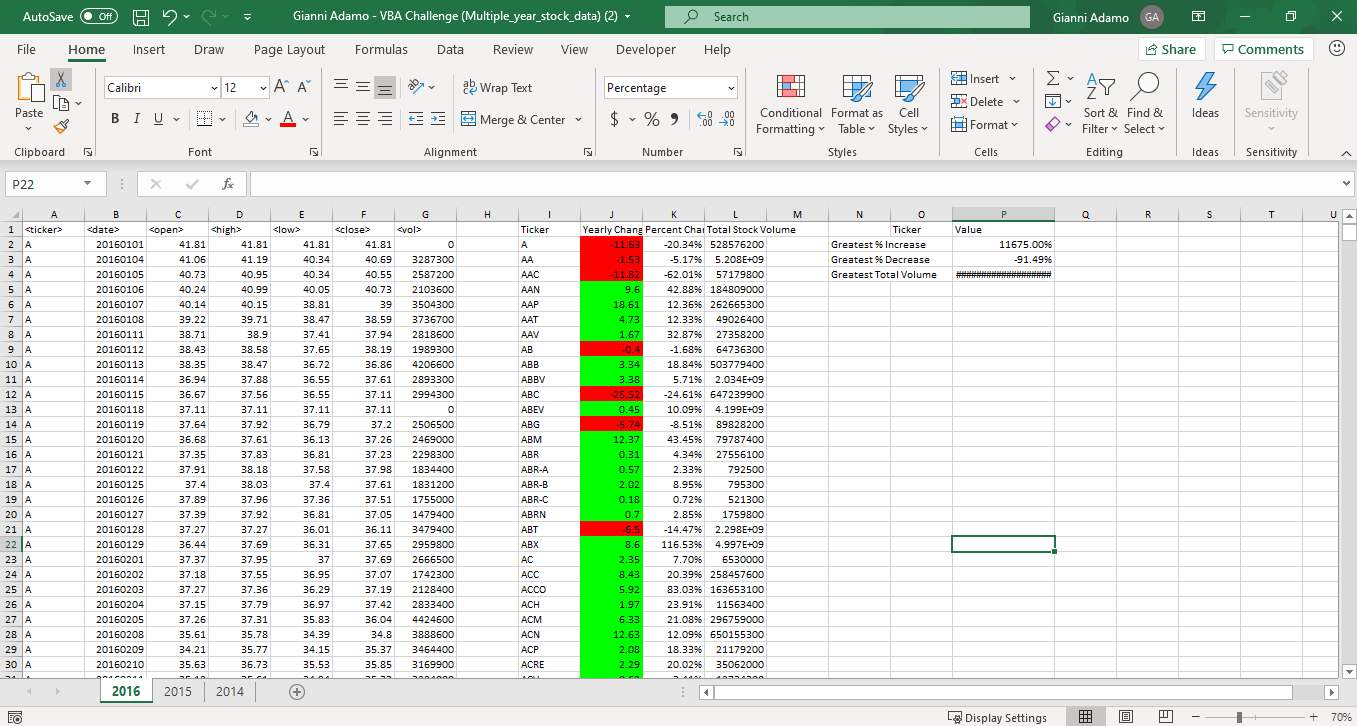 AutoSave Off Gianni Adamo - VBA Challenge (Multiple_year_stock_data) (2) Search Gianni Adamo GA
File Home Insert Draw Page Layout Formulas Data Review View Developer Help Share Comments
Calibri 12 Wrap Text Percentage Insert
Paste B I U Merge & Center $ % Conditional Formatting Format as Table Cell Styles Delete Format Sort & Filter Find & Select Ideas Sensitivity
Clipboard Font Alignment Number Styles Cells Editing Ideas Sensitivity
P22 fx
A B C D E F G H I J K L M N O P Q R S T U
1 <ticker> <date> <open> <high> <low> <close> <vol> Ticker Yearly Chang Percent Cha Total Stock Volume Ticker Value
2 A 20160101 41.81 41.81 41.81 41.81 0 A -11.63 -20.34% 528576200 Greatest % Increase 11675.00%
3 A 20160104 41.06 41.19 40.34 40.69 3287300 AA -1.53 -5.17% 5.208E+09 Greatest % Decrease -91.49%
4 A 20160105 40.73 40.95 40.34 40.55 2587200 AAC -11.82 -62.01% 57179800 Greatest Total Volume ###################
5 A 20160106 40.24 40.99 40.05 40.73 2103600 AAN 9.6 42.88% 184809000
6 A 20160107 40.14 40.15 38.81 39 3504300 AAP 18.61 12.36% 262665300
7 A 20160108 39.22 39.71 38.47 38.59 3736700 AAT 4.73 12.33% 49026400
8 A 20160111 38.71 38.9 37.41 37.94 2818600 AAV 1.67 32.87% 27358200
9 A 20160112 38.43 38.58 37.65 38.19 1989300 AB -0.4 -1.68% 64736300
10 A 20160113 38.35 38.47 36.72 36.86 4206600 ABB 3.34 18.84% 503779400
11 A 20160114 36.94 37.88 36.55 37.61 2893300 ABBV 3.38 5.71% 2.034E+09
12 A 20160115 36.67 37.56 36.55 37.11 2994300 ABC -25.52 -24.61% 647239900
13 A 20160118 37.11 37.11 37.11 37.11 0 ABEV 0.45 10.09% 4.199E+09
14 A 20160119 37.64 37.92 36.79 37.2 2506500 ABG -5.74 -8.51% 89828200
15 A 20160120 36.68 37.61 36.13 37.26 2469000 ABM 12.37 43.45% 79787400
16 A 20160121 37.35 37.83 36.81 37.23 2298300 ABR 0.31 4.34% 27556100
17 A 20160122 37.91 38.18 37.58 37.98 1834400 ABR-A 0.57 2.33% 792500
18 A 20160125 37.4 38.03 37.4 37.61 1831200 ABR-B 2.02 8.95% 795300
19 A 20160126 37.89 37.96 37.36 37.51 1755000 ABR-C 0.18 0.72% 521300
20 A 20160127 37.39 37.92 36.81 37.05 1479400 ABRN 0.7 2.85% 1759800
21 A 20160128 37.27 37.27 36.01 36.11 3479400 ABT -6.5 -14.47% 2.298E+09
22 A 20160129 36.44 37.69 36.31 37.65 2959800 ABX 8.6 116.53% 4.997E+09
23 A 20160201 37.37 37.95 37 37.69 2666500 AC 2.35 7.70% 6530000
24 A 20160202 37.18 37.55 36.95 37.07 1742300 ACC 8.43 20.39% 258457600
25 A 20160203 37.27 37.36 36.29 37.19 2128400 ACCO 5.92 83.03% 163653100
26 A 20160204 37.15 37.79 36.97 37.42 2833400 ACH 1.97 23.91% 11563400
27 A 20160205 37.26 37.31 35.83 36.04 4424600 ACM 6.33 21.08% 296759000
28 A 20160208 35.61 35.78 34.39 34.8 3888600 ACN 12.63 12.09% 650155300
29 A 20160209 34.21 35.77 34.15 35.37 3464400 ACP 2.08 18.33% 21179200
30 A 20160210 35.63 36.73 35.53 35.85 3169900 ACRE 2.29 20.02% 35062000
2016 2015 2014
Display Settings 70%